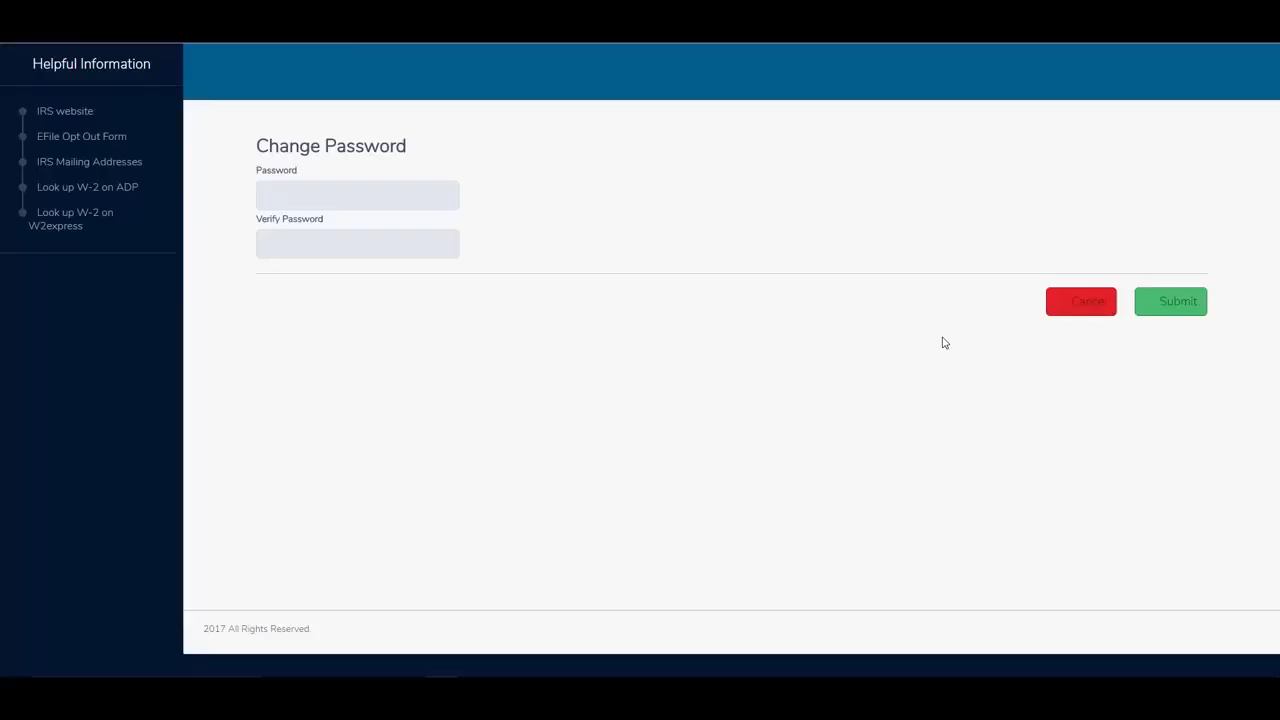 Helpful Information
IRS website
EFile Opt Out Form
IRS Mailing Addresses
Look up W-2 on ADP
Look up W-2 on
W2express
Change Password
Password
Verify Password
Cancel
Submit
2017 All Rights Reserved.